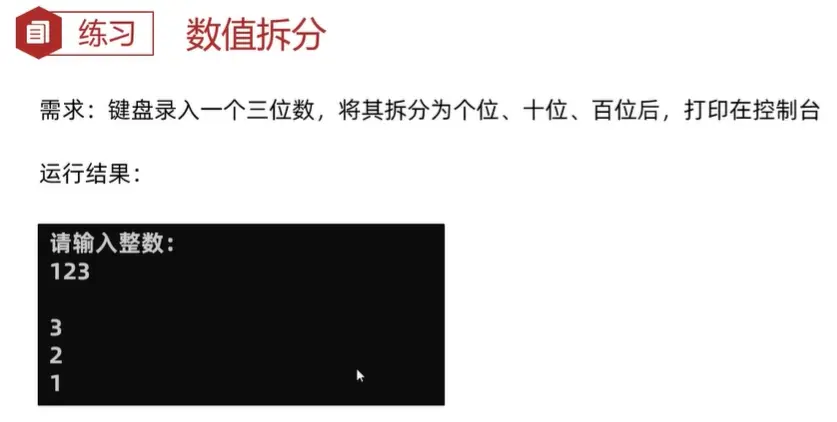 练习 数值拆分
需求：键盘录入一个三位数，将其拆分为个位、十位、百位后，打印在控制台
运行结果：
请输入整数：
123
3
2
1